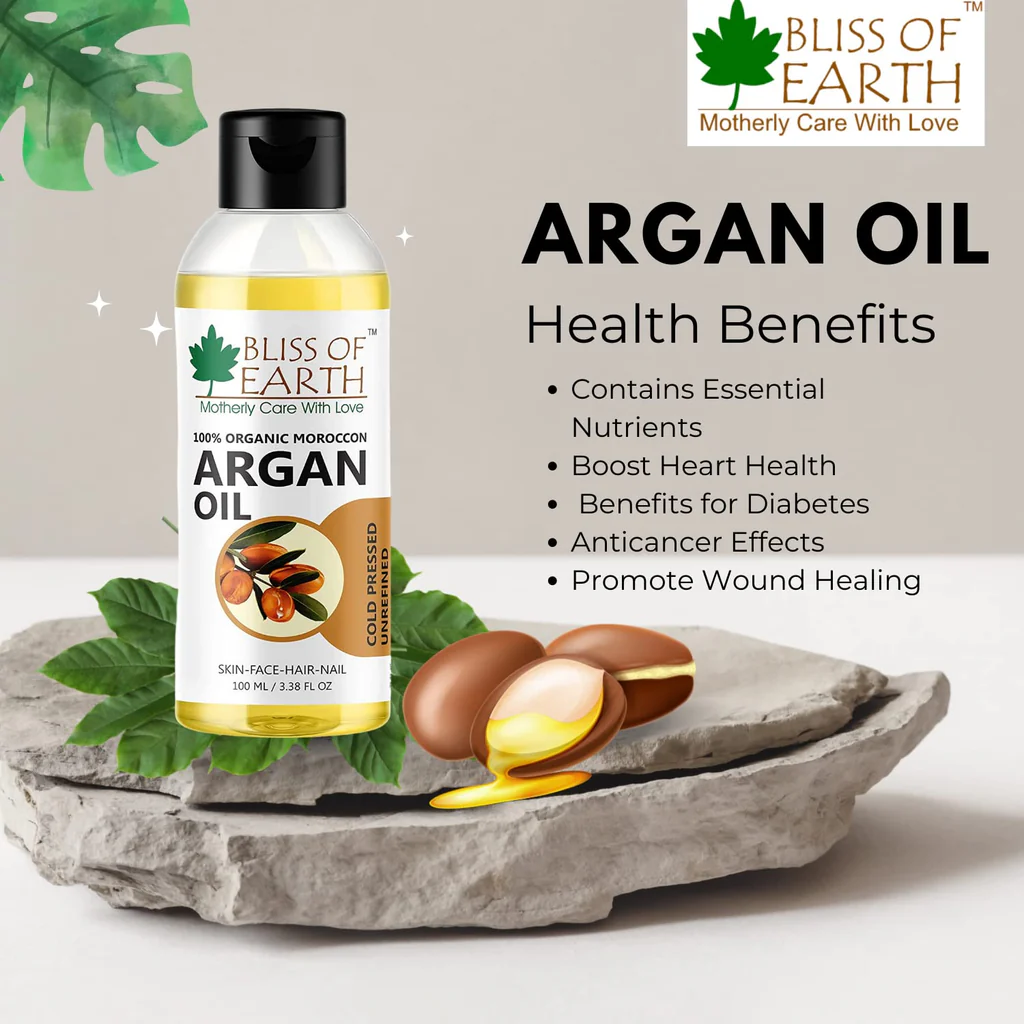 BLISS OF
EARTH
TM
Motherly Care With Love
ARGAN OIL
Health Benefits
• Contains Essential
Nutrients
• Boost Heart Health
• Benefits for Diabetes
• Anticancer Effects
• Promote Wound Healing
BLISS OF
EARTH
TM
Motherly Care With Love
100% ORGANIC MOROCCON
ARGAN
OIL
COLD PRESSED
UNREFINED
SKIN-FACE-HAIR-NAIL
100 ML / 3.38 FL OZ